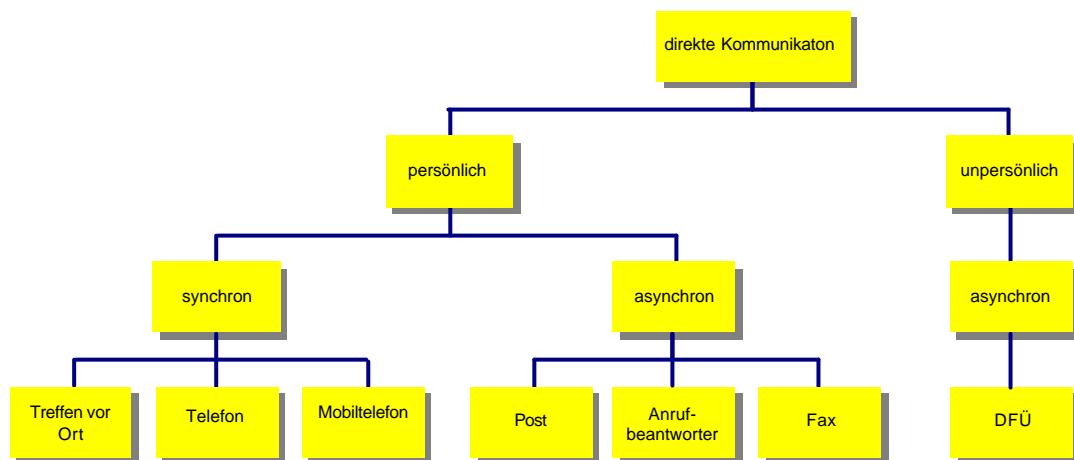 direkte Kommunikaton
persönlich
unpersönlich
synchron
asynchron
asynchron
Treffen vor
Ort
Telefon
Mobiltelefon
Post
Anruf-
beantworter
Fax
DFÜ